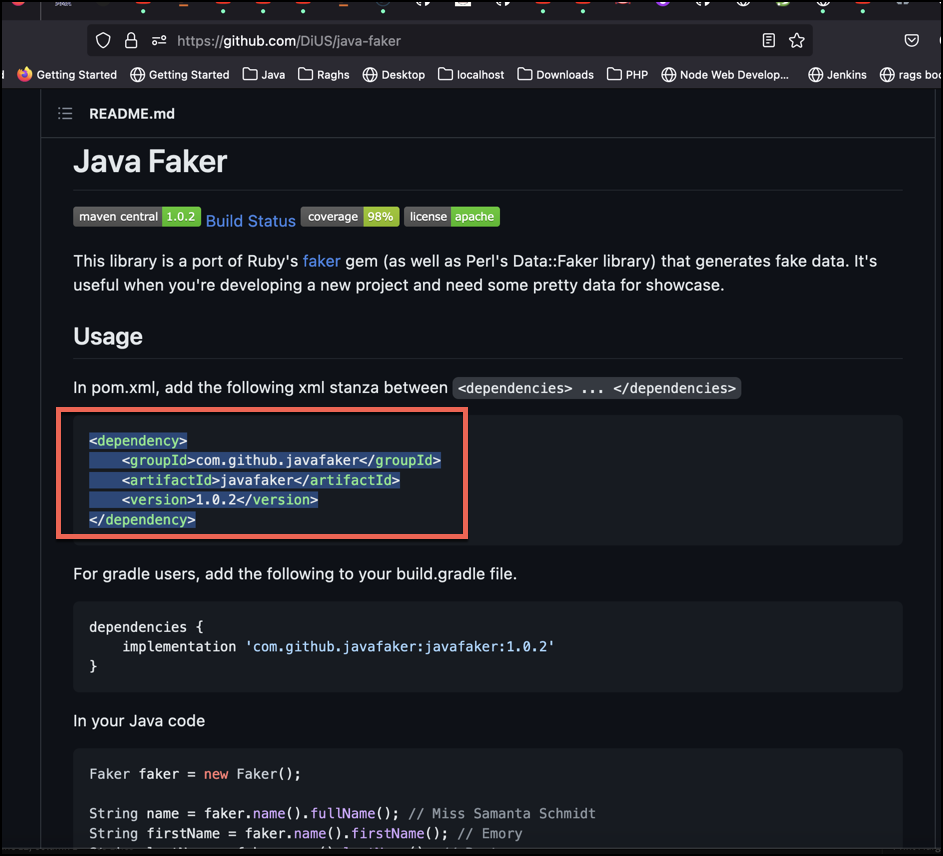 https://github.com/DiUS/java-faker
Getting Started Getting Started Java Raghs Desktop localhost Downloads PHP Node Web Develop... Jenkins rags boo
README.md
Java Faker
maven central 1.0.2 Build Status coverage 98% license apache
This library is a port of Ruby's faker gem (as well as Perl's Data::Faker library) that generates fake data. It's
useful when you're developing a new project and need some pretty data for showcase.
Usage
In pom.xml, add the following xml stanza between <dependencies> ... </dependencies>
<dependency>
    <groupId>com.github.javafaker</groupId>
    <artifactId>javafaker</artifactId>
    <version>1.0.2</version>
</dependency>
For gradle users, add the following to your build.gradle file.
dependencies {
    implementation 'com.github.javafaker:javafaker:1.0.2'
}
In your Java code
Faker faker = new Faker();
String name = faker.name().fullName(); // Miss Samanta Schmidt
String firstName = faker.name().firstName(); // Emory